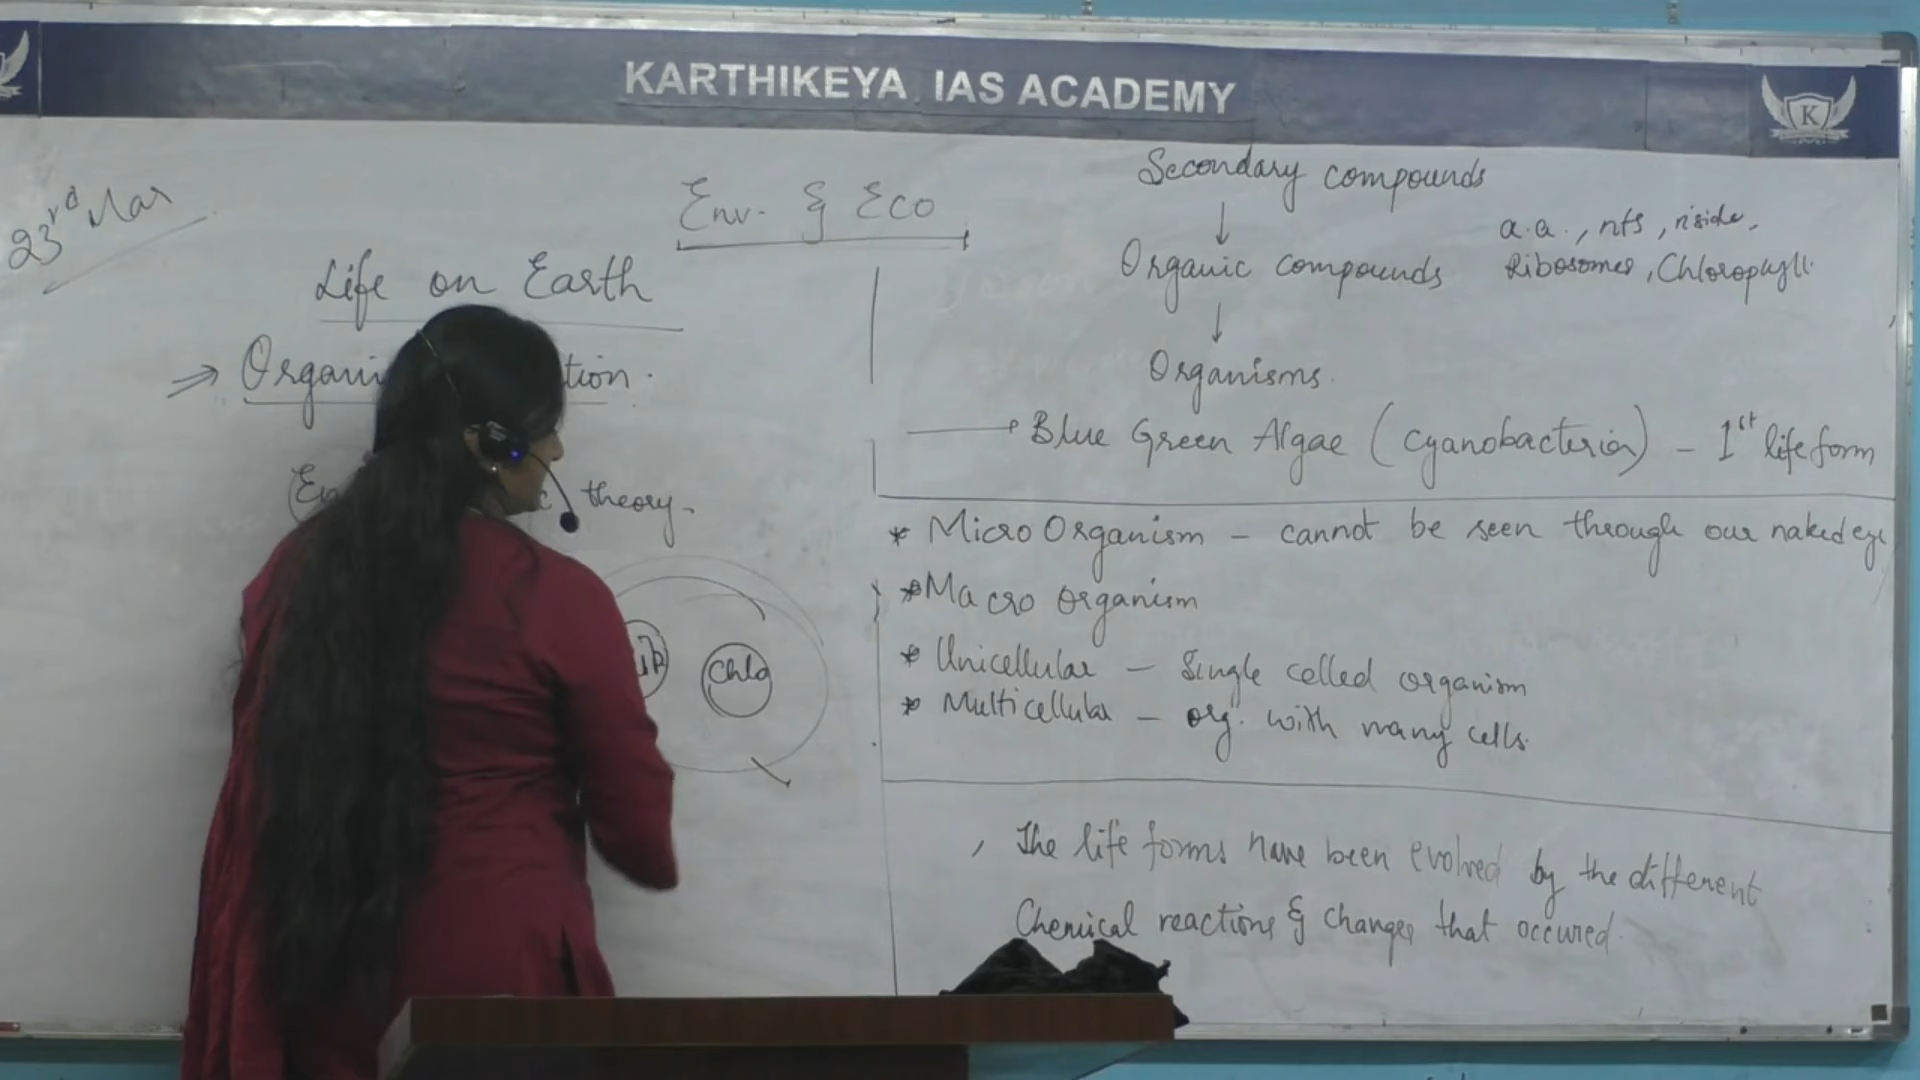 KARTHIKEYA IAS ACADEMY
K
23rd Mar
Env. & Eco
Life on Earth
⇒ Organi tion.
theory.
Chlo
Secondary compounds
↓
Organic compounds
a.a., nts,
Ribosomes, Chlorophyll.
↓
Organisms.
Blue Green Algae (Cyanobacteria) - 1st life form
* Micro Organism - cannot be seen through our naked eye
* Macro organism
* Unicellular - Single celled organism
* Multicellular - org. with many cells.
The life forms have been evolved by the different
Chemical reactions & changes that occured.